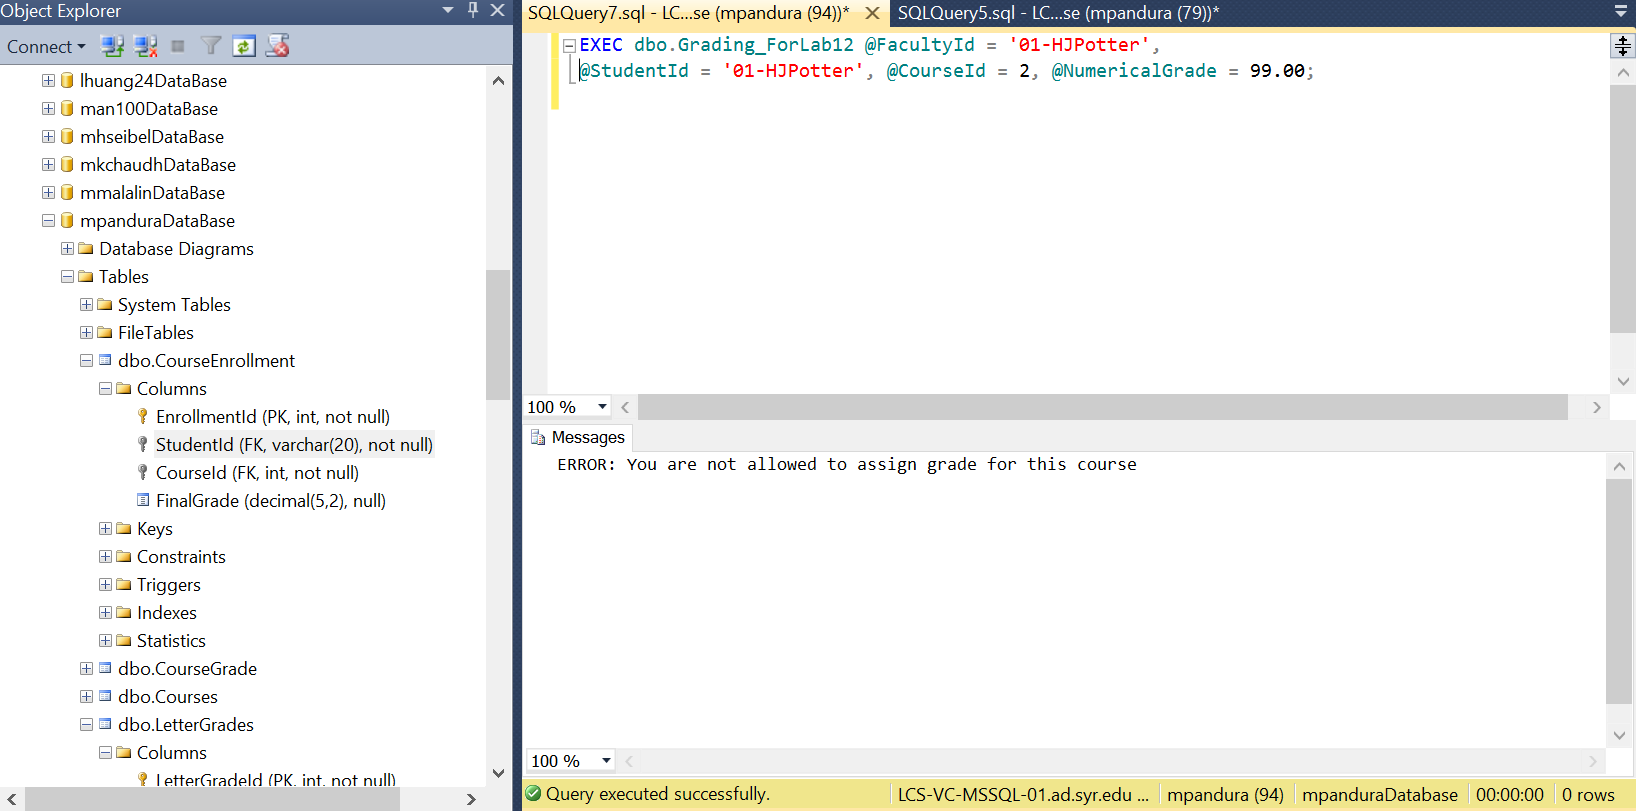 Object Explorer
Connect
lhuang24DataBase
man100DataBase
mhseibelDataBase
mkchaudhDataBase
mmalalinDataBase
mpanduraDataBase
Database Diagrams
Tables
System Tables
FileTables
dbo.CourseEnrollment
Columns
EnrollmentId (PK, int, not null)
StudentId (FK, varchar(20), not null)
CourseId (FK, int, not null)
FinalGrade (decimal(5,2), null)
Keys
Constraints
Triggers
Indexes
Statistics
dbo.CourseGrade
dbo.Courses
dbo.LetterGrades
Columns
LetterGradeId (PK, int, not null)
SQLQuery7.sql - LC...se (mpandura (94))*
SQLQuery5.sql - LC...se (mpandura (79))*
EXEC dbo.Grading_ForLab12 @FacultyId = '01-HJPotter',
@StudentId = '01-HJPotter', @CourseId = 2, @NumericalGrade = 99.00;
100 %
Messages
ERROR: You are not allowed to assign grade for this course
100 %
Query executed successfully.
LCS-VC-MSSQL-01.ad.syr.edu ...
mpandura (94)
mpanduraDatabase
00:00:00
0 rows